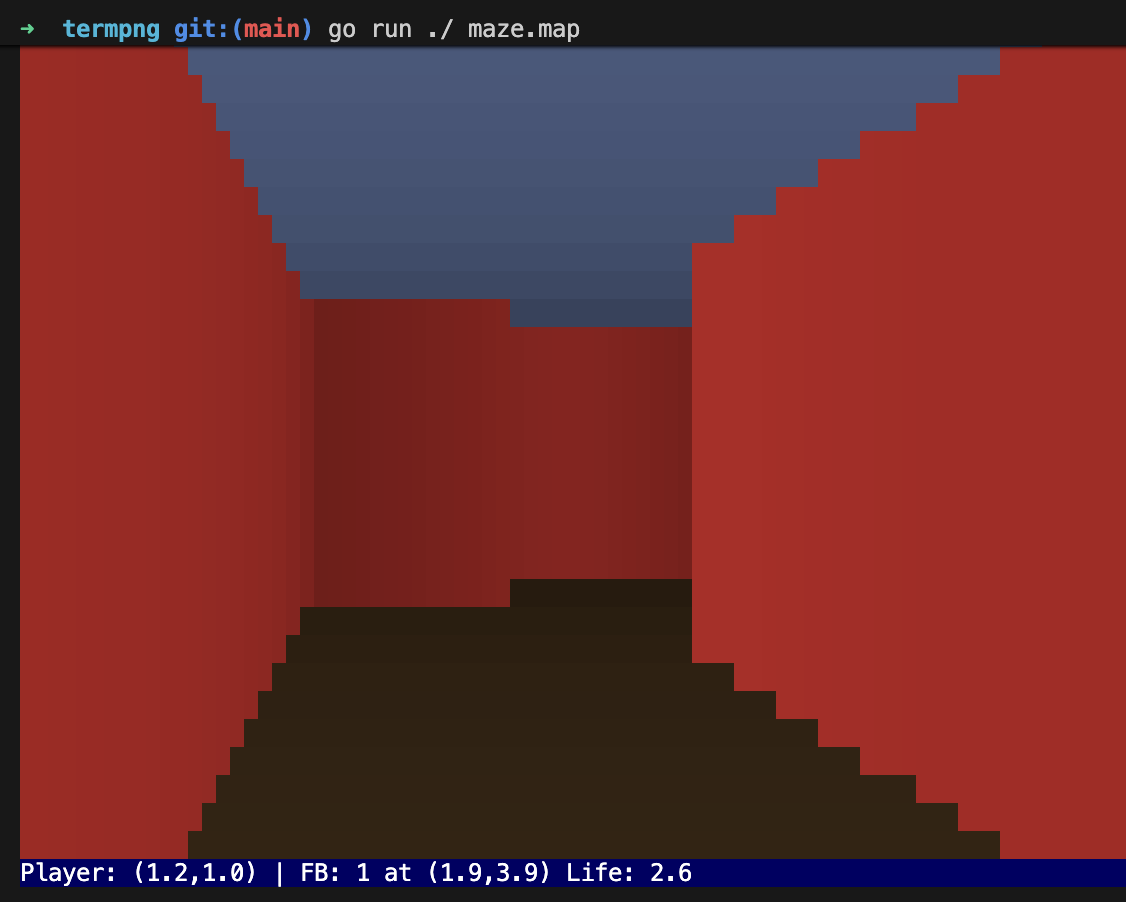 ➜ termpng git:(main) go run ./ maze.map
Player: (1.2,1.0) | FB: 1 at (1.9,3.9) Life: 2.6